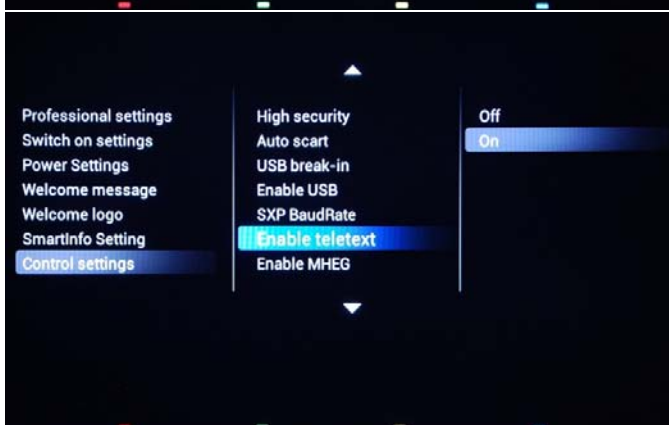 Professional settings
Switch on settings
Power Settings
Welcome message
Welcome logo
SmartInfo Setting
Control settings
High security
Auto scart
USB break-in
Enable USB
SXP BaudRate
Enable teletext
Enable MHEG
Off
On